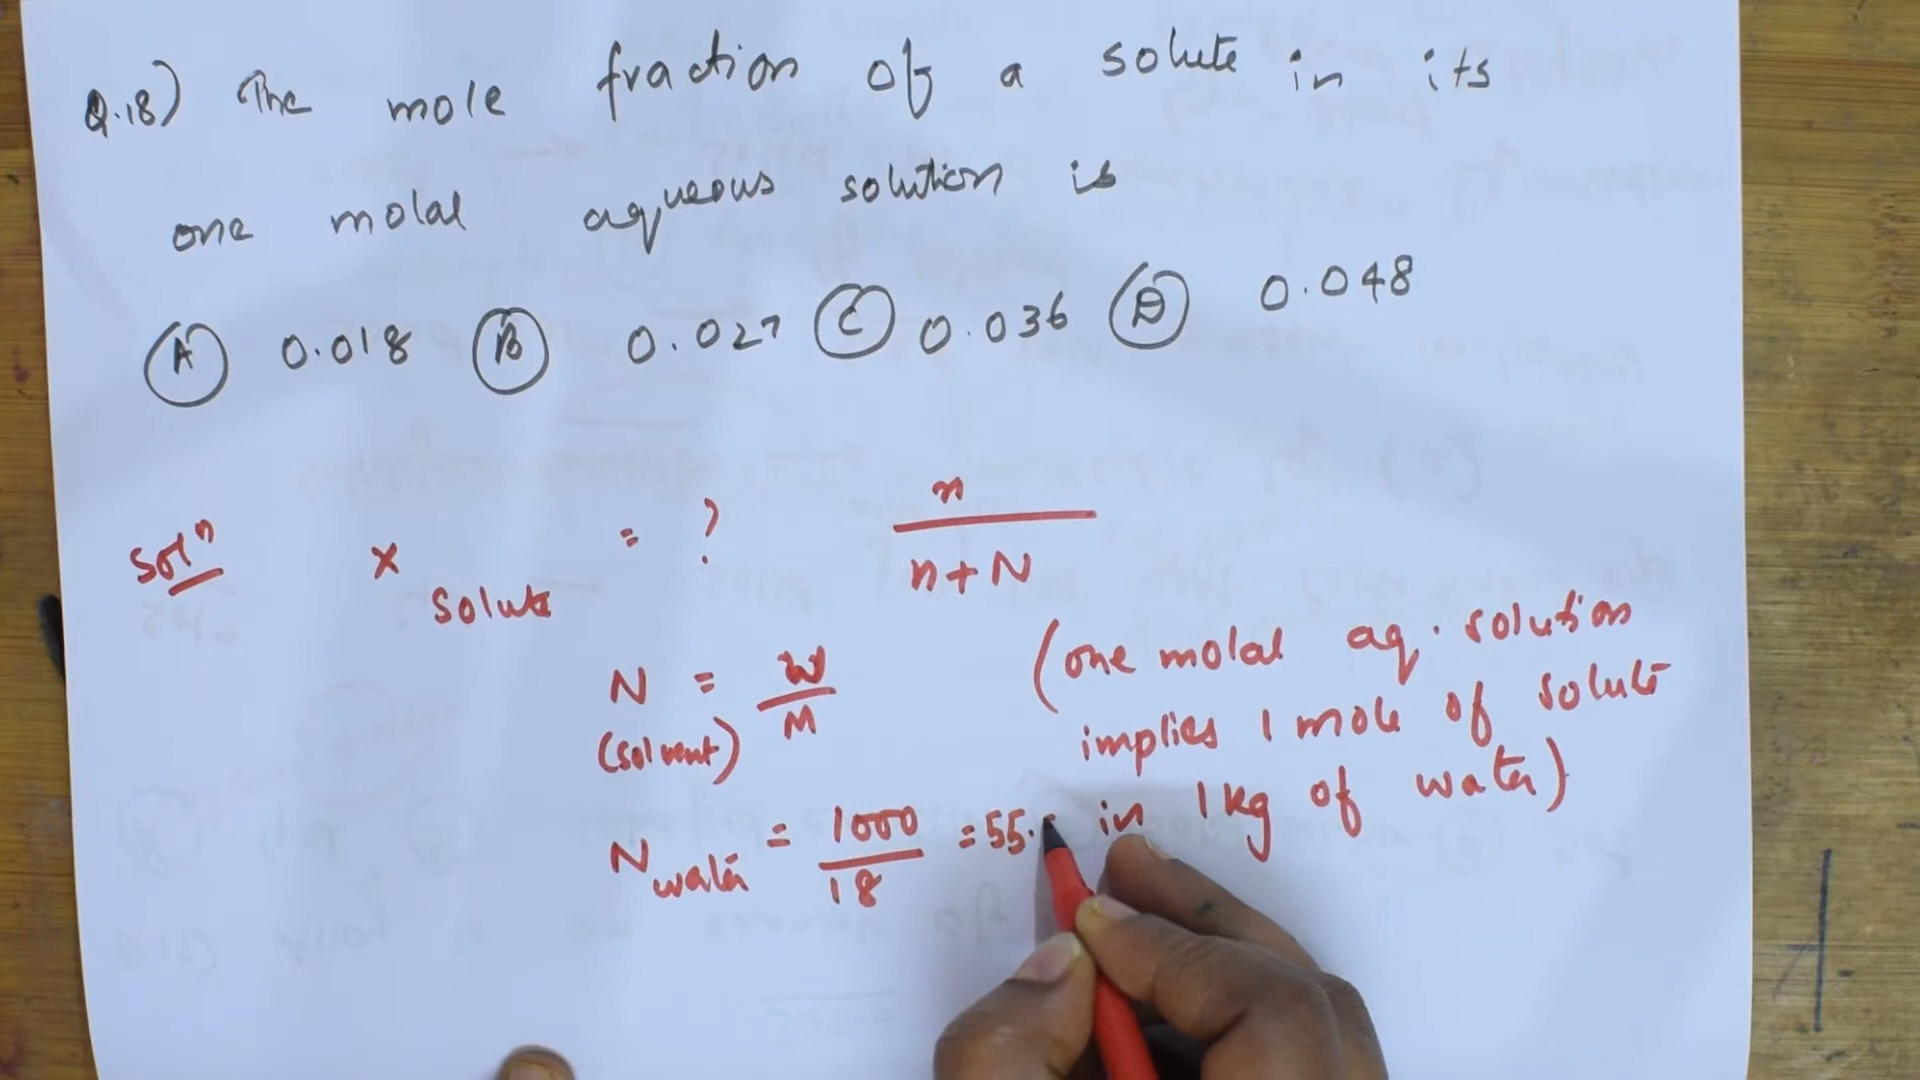 Q.18) The mole fraction of a solute in its
one molal aqueous solution is
(A) 0.018 (B) 0.027 (C) 0.036 (D) 0.048
Solⁿ x solute = ? n
n+N
N = W
(solvent) M
(one molal aq. solution
implies 1 mole of solute
in 1 kg of water)
N water = 1000 = 55.
18